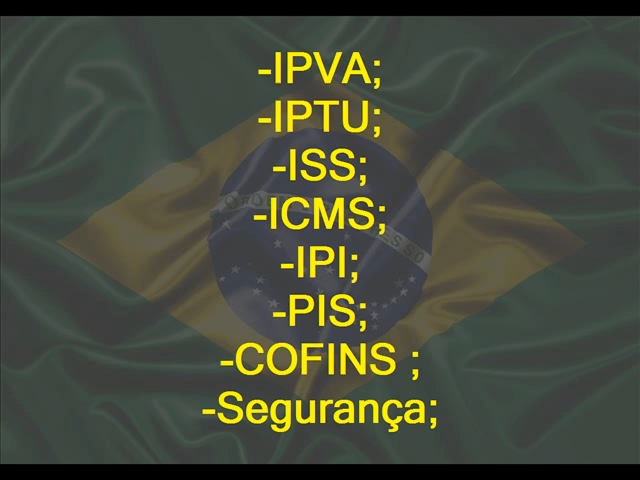 -IPVA;
-IPTU;
-ISS;
-ICMS;
-IPI;
-PIS;
-COFINS ;
-Segurança;